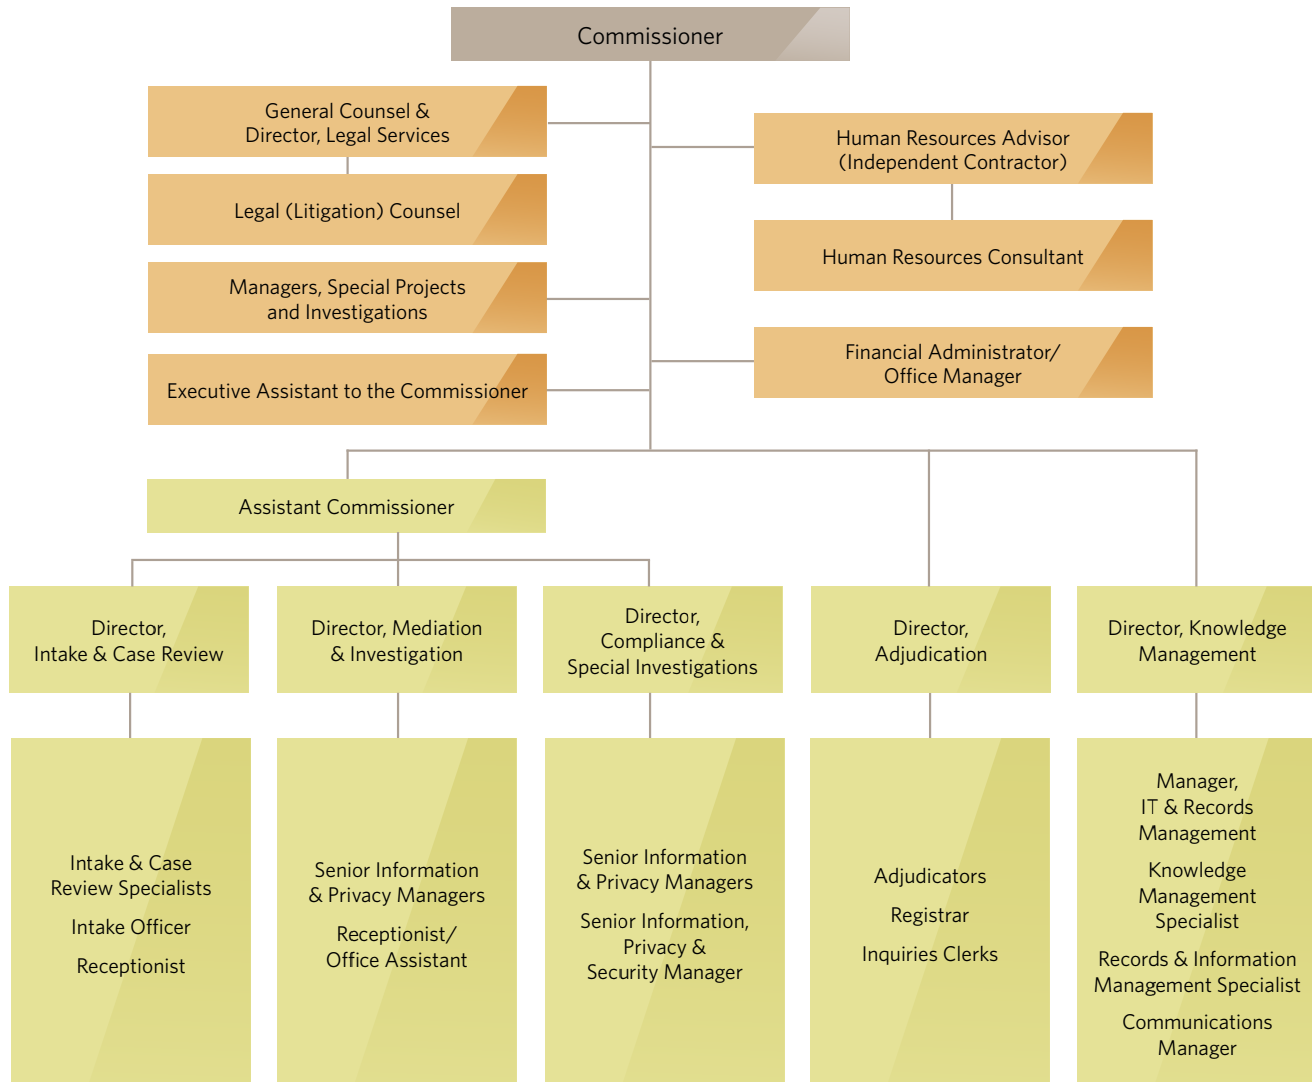 Commissioner
General Counsel &
Director, Legal Services
Human Resources Advisor
(Independent Contractor)
Legal (Litigation) Counsel
Human Resources Consultant
Managers, Special Projects
and Investigations
Financial Administrator/
Office Manager
Executive Assistant to the Commissioner
Assistant Commissioner
Director,
Intake & Case Review
Director, Mediation
& Investigation
Director,
Compliance &
Special Investigations
Director,
Adjudication
Director, Knowledge
Management
Intake & Case
Review Specialists
Intake Officer
Receptionist
Senior Information
& Privacy Managers
Receptionist/
Office Assistant
Senior Information
& Privacy Managers
Senior Information,
Privacy &
Security Manager
Adjudicators
Registrar
Inquiries Clerks
Manager,
IT & Records
Management
Knowledge
Management
Specialist
Records & Information
Management Specialist
Communications
Manager